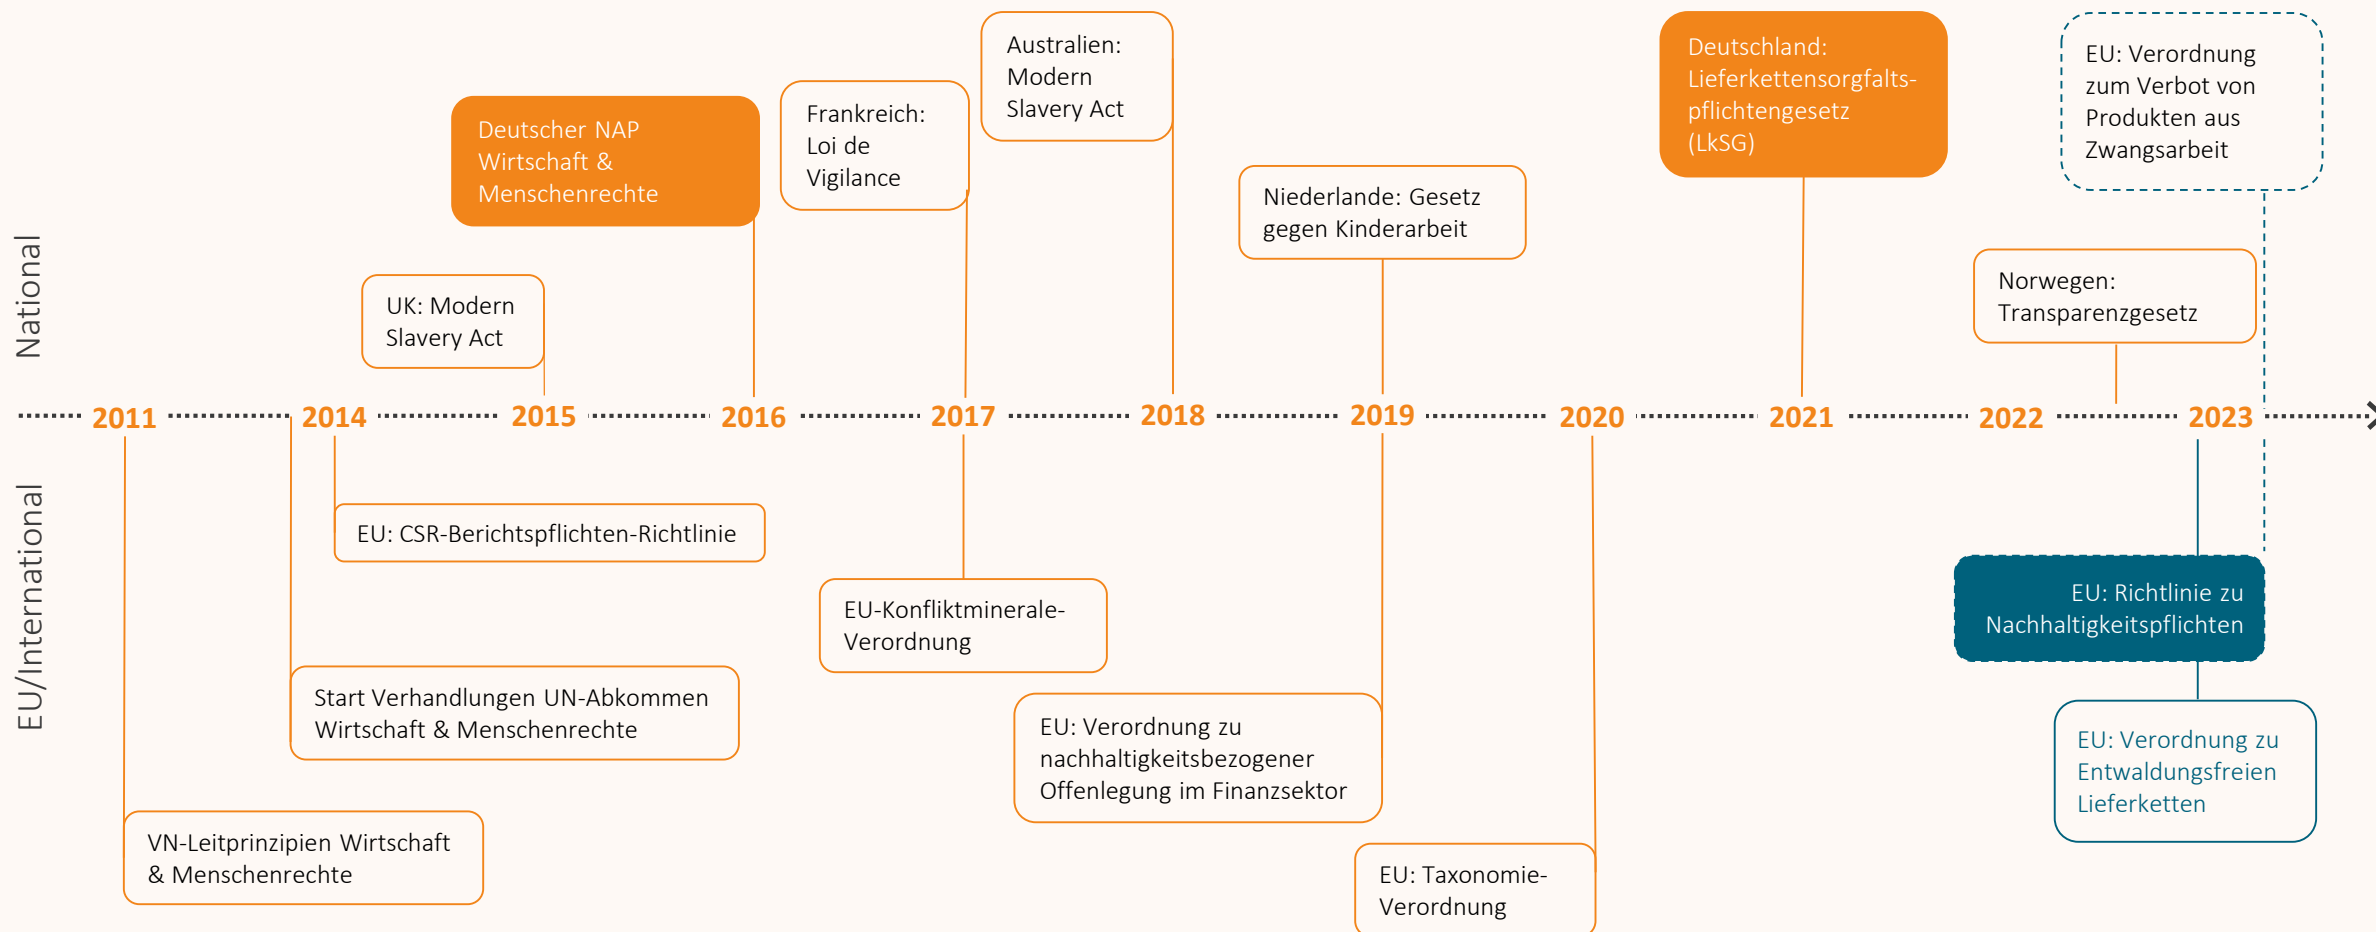 Australien:
Modern
Slavery Act
Deutschland:
Lieferkettensorgfalts-
pflichtengesetz
(LkSG)
EU: Verordnung
zum Verbot von
Produkten aus
Zwangsarbeit
Deutscher NAP
Wirtschaft &
Menschenrechte
Frankreich:
Loi de
Vigilance
Niederlande: Gesetz
gegen Kinderarbeit
National
UK: Modern
Slavery Act
Norwegen:
Transparenzgesetz
2011 2014 2015 2016 2017 2018 2019 2020 2021 2022 2023
EU/International
EU: CSR-Berichtspflichten-Richtlinie
EU-Konfliktminerale-
Verordnung
EU: Richtlinie zu
Nachhaltigkeitspflichten
Start Verhandlungen UN-Abkommen
Wirtschaft & Menschenrechte
EU: Verordnung zu
nachhaltigkeitsbezogener
Offenlegung im Finanzsektor
EU: Verordnung zu
Entwaldungsfreien
Lieferketten
VN-Leitprinzipien Wirtschaft
& Menschenrechte
EU: Taxonomie-
Verordnung